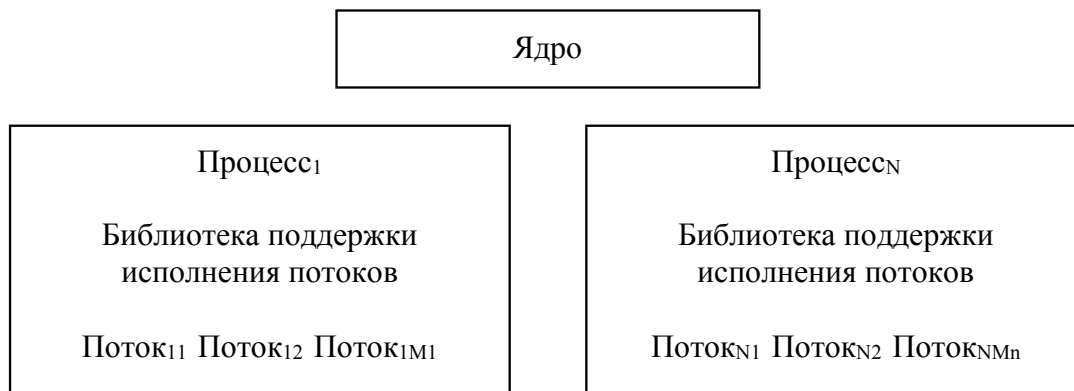 Ядро
Процесс₁
Библиотека поддержки
исполнения потоков
Поток₁₁ Поток₁₂ Поток₁M₁
ПроцессN
Библиотека поддержки
исполнения потоков
ПотокN1 ПотокN2 ПотокNMn